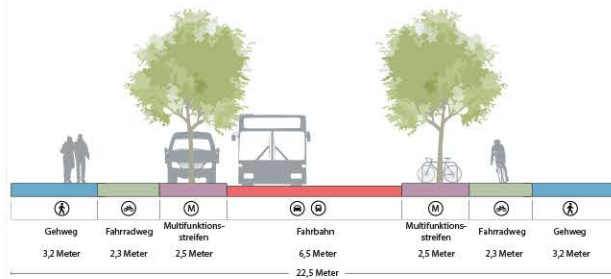 M
M
Gehweg
Fahrradweg
Multifunktions-
streifen
Fahrbahn
Multifunktions-
streifen
Fahrradweg
Gehweg
3,2 Meter
2,3 Meter
2,5 Meter
6,5 Meter
2,5 Meter
2,3 Meter
3,2 Meter
22,5 Meter